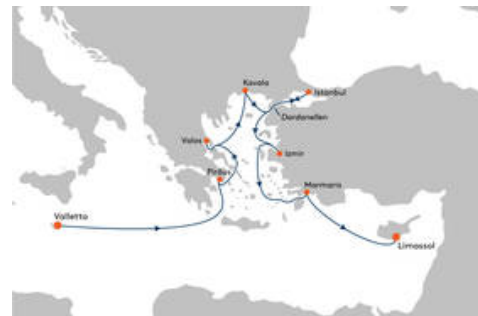 Kavala
Istanbul
Dardanellen
Volos
Izmir
Piräus
Marmaris
Valletta
Limassol